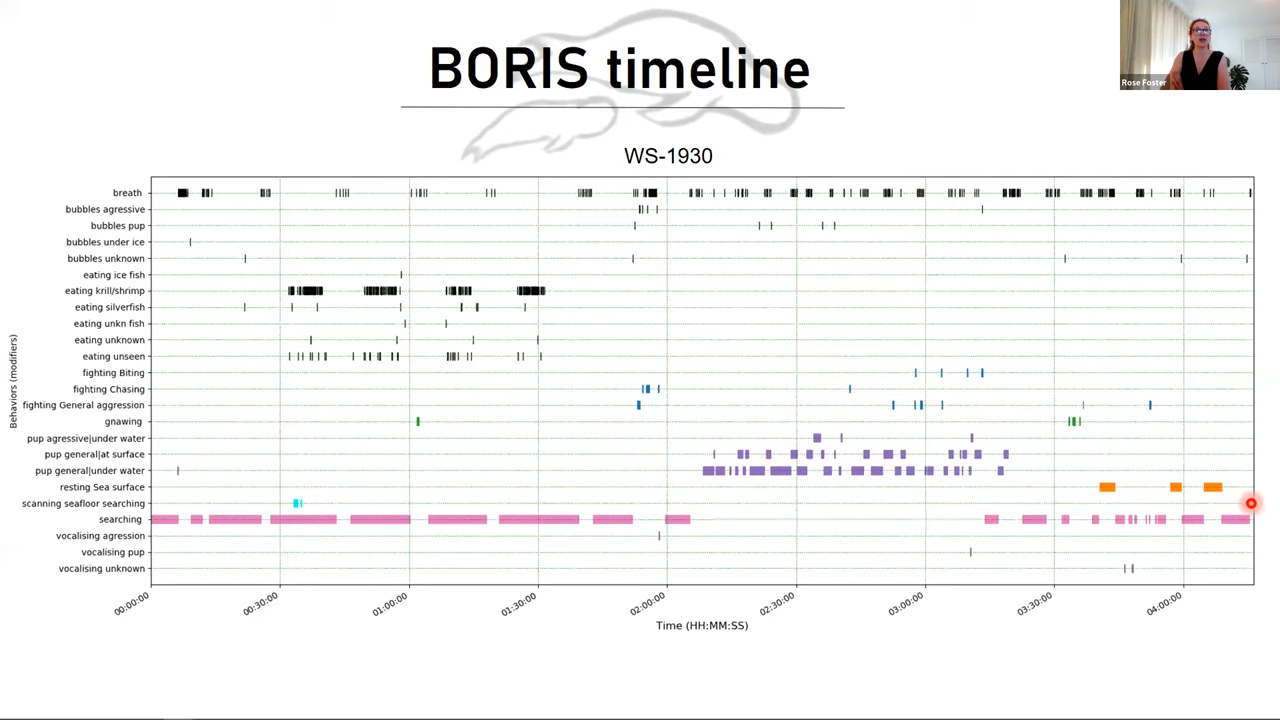 BORIS timeline
Rose Foster
WS-1930
Behaviors (modifiers)
breath
bubbles agressive
bubbles pup
bubbles under ice
bubbles unknown
eating ice fish
eating krill/shrimp
eating silverfish
eating unkn fish
eating unknown
eating unseen
fighting Biting
fighting Chasing
fighting General aggression
gnawing
pup agressive|under water
pup general|at surface
pup general|under water
resting Sea surface
scanning seafloor searching
searching
vocalising agression
vocalising pup
vocalising unknown
00:00:00
00:30:00
01:00:00
01:30:00
02:00:00
02:30:00
03:00:00
03:30:00
04:00:00
Time (HH:MM:SS)